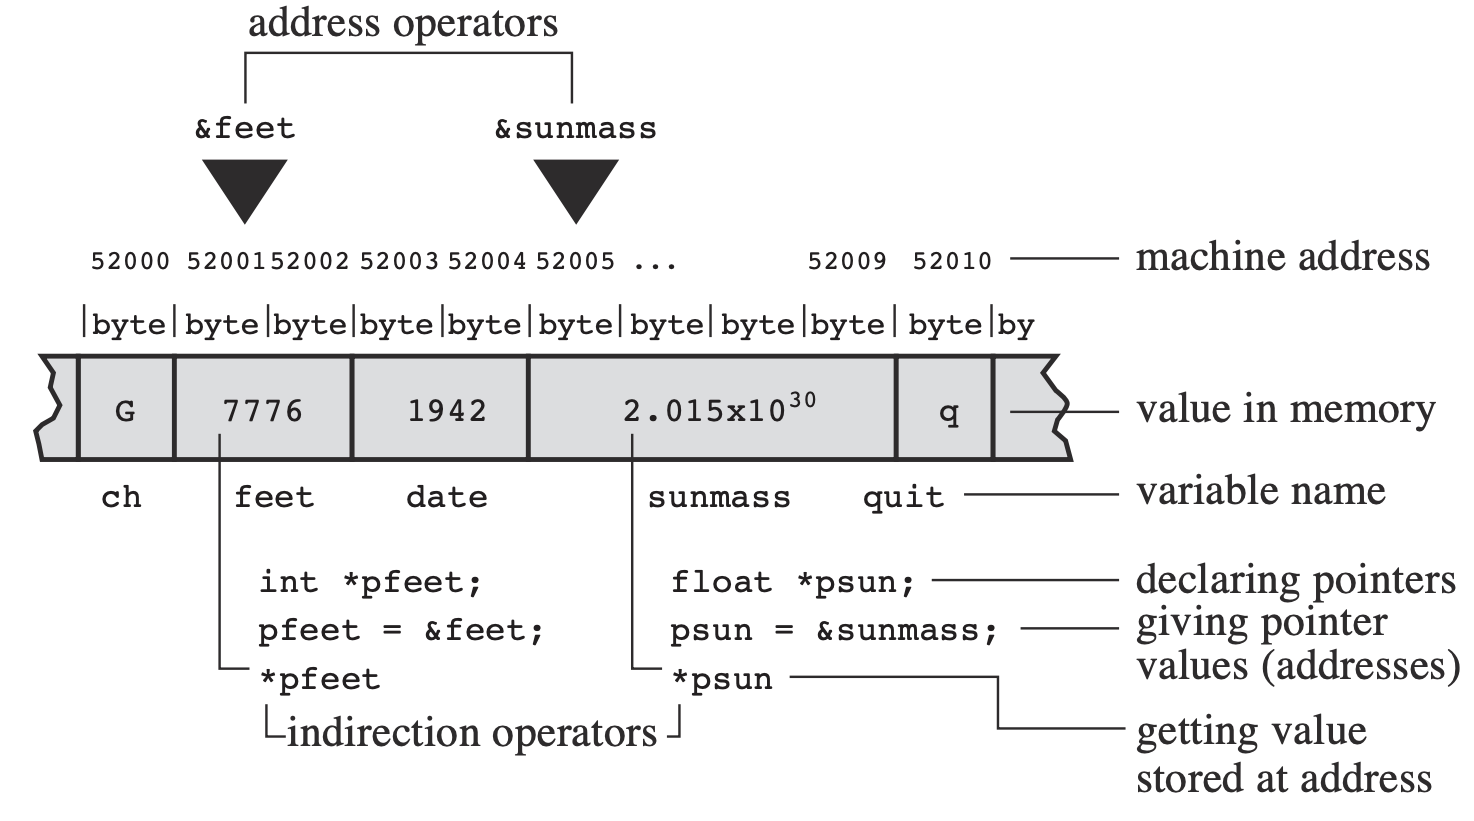 address operators
&feet &sunmass
52000 52001 52002 52003 52004 52005 ... 52009 52010 machine address
|byte|byte|byte|byte|byte|byte|byte|byte|byte|byte|by
G 7776 1942 2.015x10³⁰ q value in memory
ch feet date sunmass quit variable name
int *pfeet; float *psun; declaring pointers
pfeet = &feet; psun = &sunmass; giving pointer
values (addresses)
*pfeet *psun
indirection operators getting value
stored at address